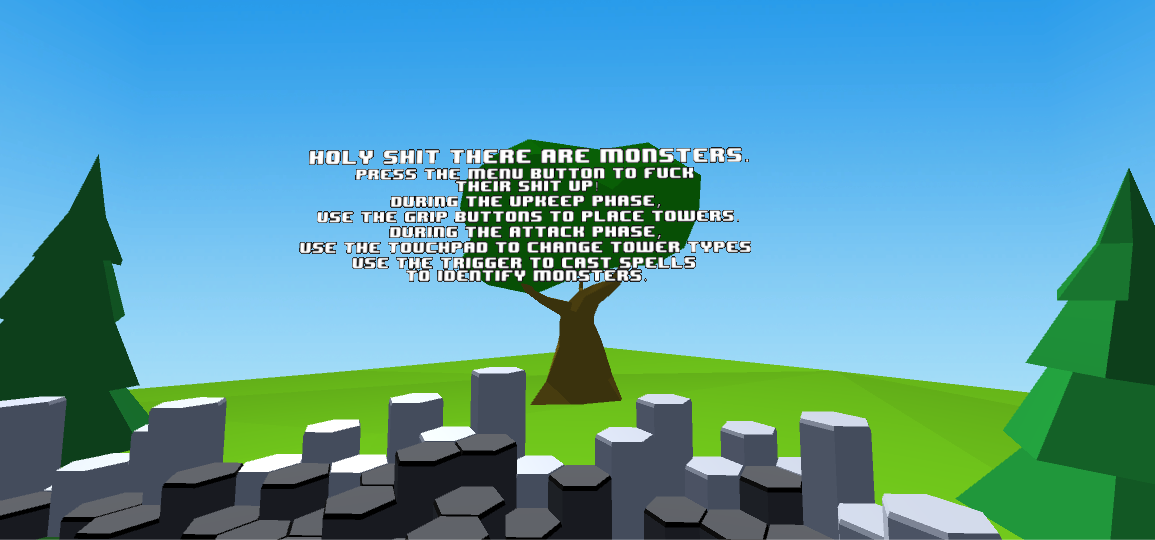 HOLY SHIT THERE ARE MONSTERS.
PRESS THE MENU BUTTON TO FUCK
THEIR SHIT UP!
DURING THE UPKEEP PHASE,
USE THE GRIP BUTTONS TO PLACE TOWERS.
DURING THE ATTACK PHASE,
USE THE TOUCHPAD TO CHANGE TOWER TYPES
USE THE TRIGGER TO CAST SPELLS
TO IDENTIFY MONSTERS.